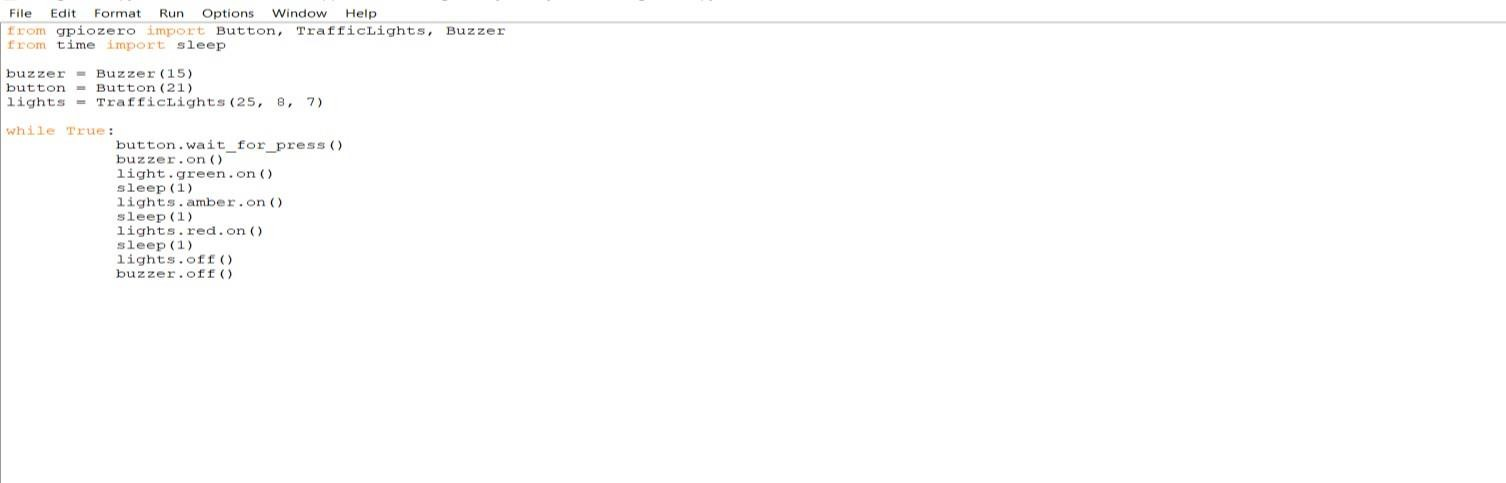 File Edit Format Run Options Window Help
from gpiozero import Button, TrafficLights, Buzzer
from time import sleep
buzzer = Buzzer(15)
button = Button(21)
lights = TrafficLights(25, 8, 7)
while True:
button.wait_for_press()
buzzer.on()
light.green.on()
sleep(1)
lights.amber.on()
sleep(1)
lights.red.on()
sleep(1)
lights.off()
buzzer.off()